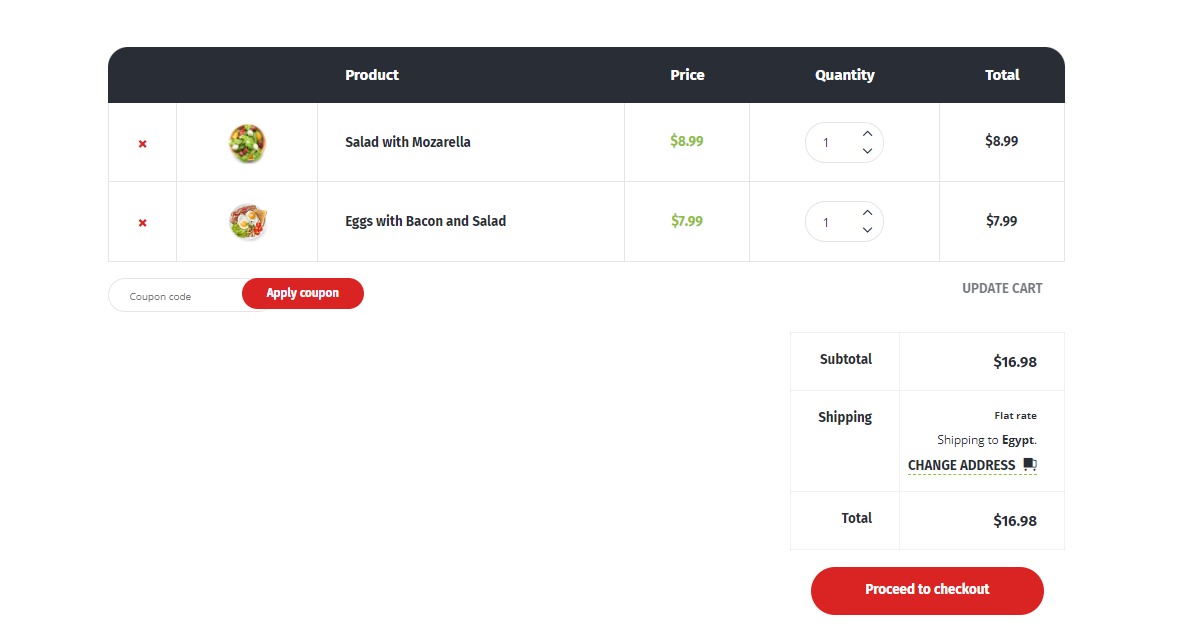 Product Price Quantity Total
Salad with Mozarella $8.99 1 $8.99
Eggs with Bacon and Salad $7.99 1 $7.99
Coupon code Apply coupon UPDATE CART
Subtotal $16.98
Shipping Flat rate
Shipping to Egypt.
CHANGE ADDRESS
Total $16.98
Proceed to checkout